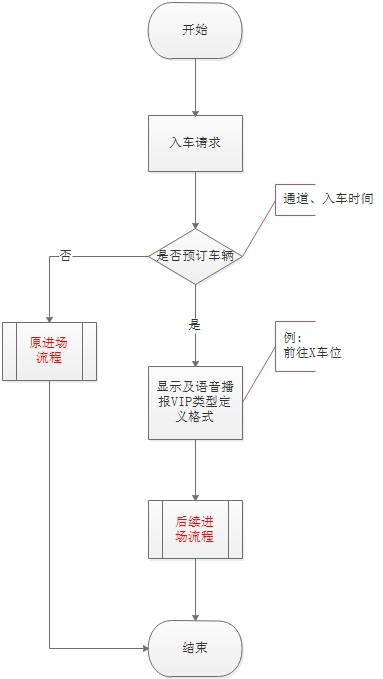 开始
入车请求
通道、入车时间
是否预订车辆
否
是
原进场
流程
例:
前往X车位
显示及语音播
报VIP类型定
义格式
后续进
场流程
结束